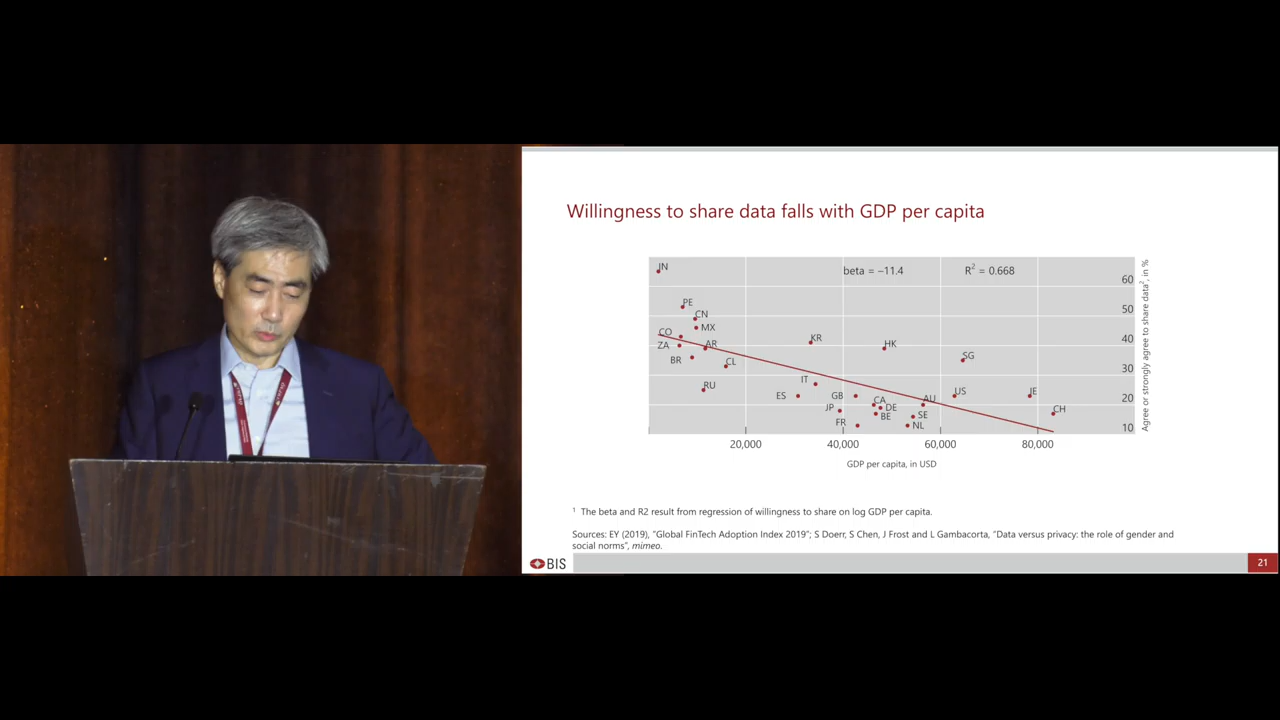 Willingness to share data falls with GDP per capita
beta = –11.4
R² = 0.668
IN
PE
CN
MX
CO
AR
ZA
BR
CL
RU
KR
HK
SG
IT
ES
GB
JP
FR
CA
DE
BE
AU
SE
NL
US
IE
CH
60
50
40
30
20
10
Agree or strongly agree to share data², in %
20,000
40,000
60,000
80,000
GDP per capita, in USD
¹ The beta and R2 result from regression of willingness to share on log GDP per capita.
Sources: EY (2019), "Global FinTech Adoption Index 2019"; S Doerr, S Chen, J Frost and L Gambacorta, "Data versus privacy: the role of gender and
social norms", mimeo.
BIS
21